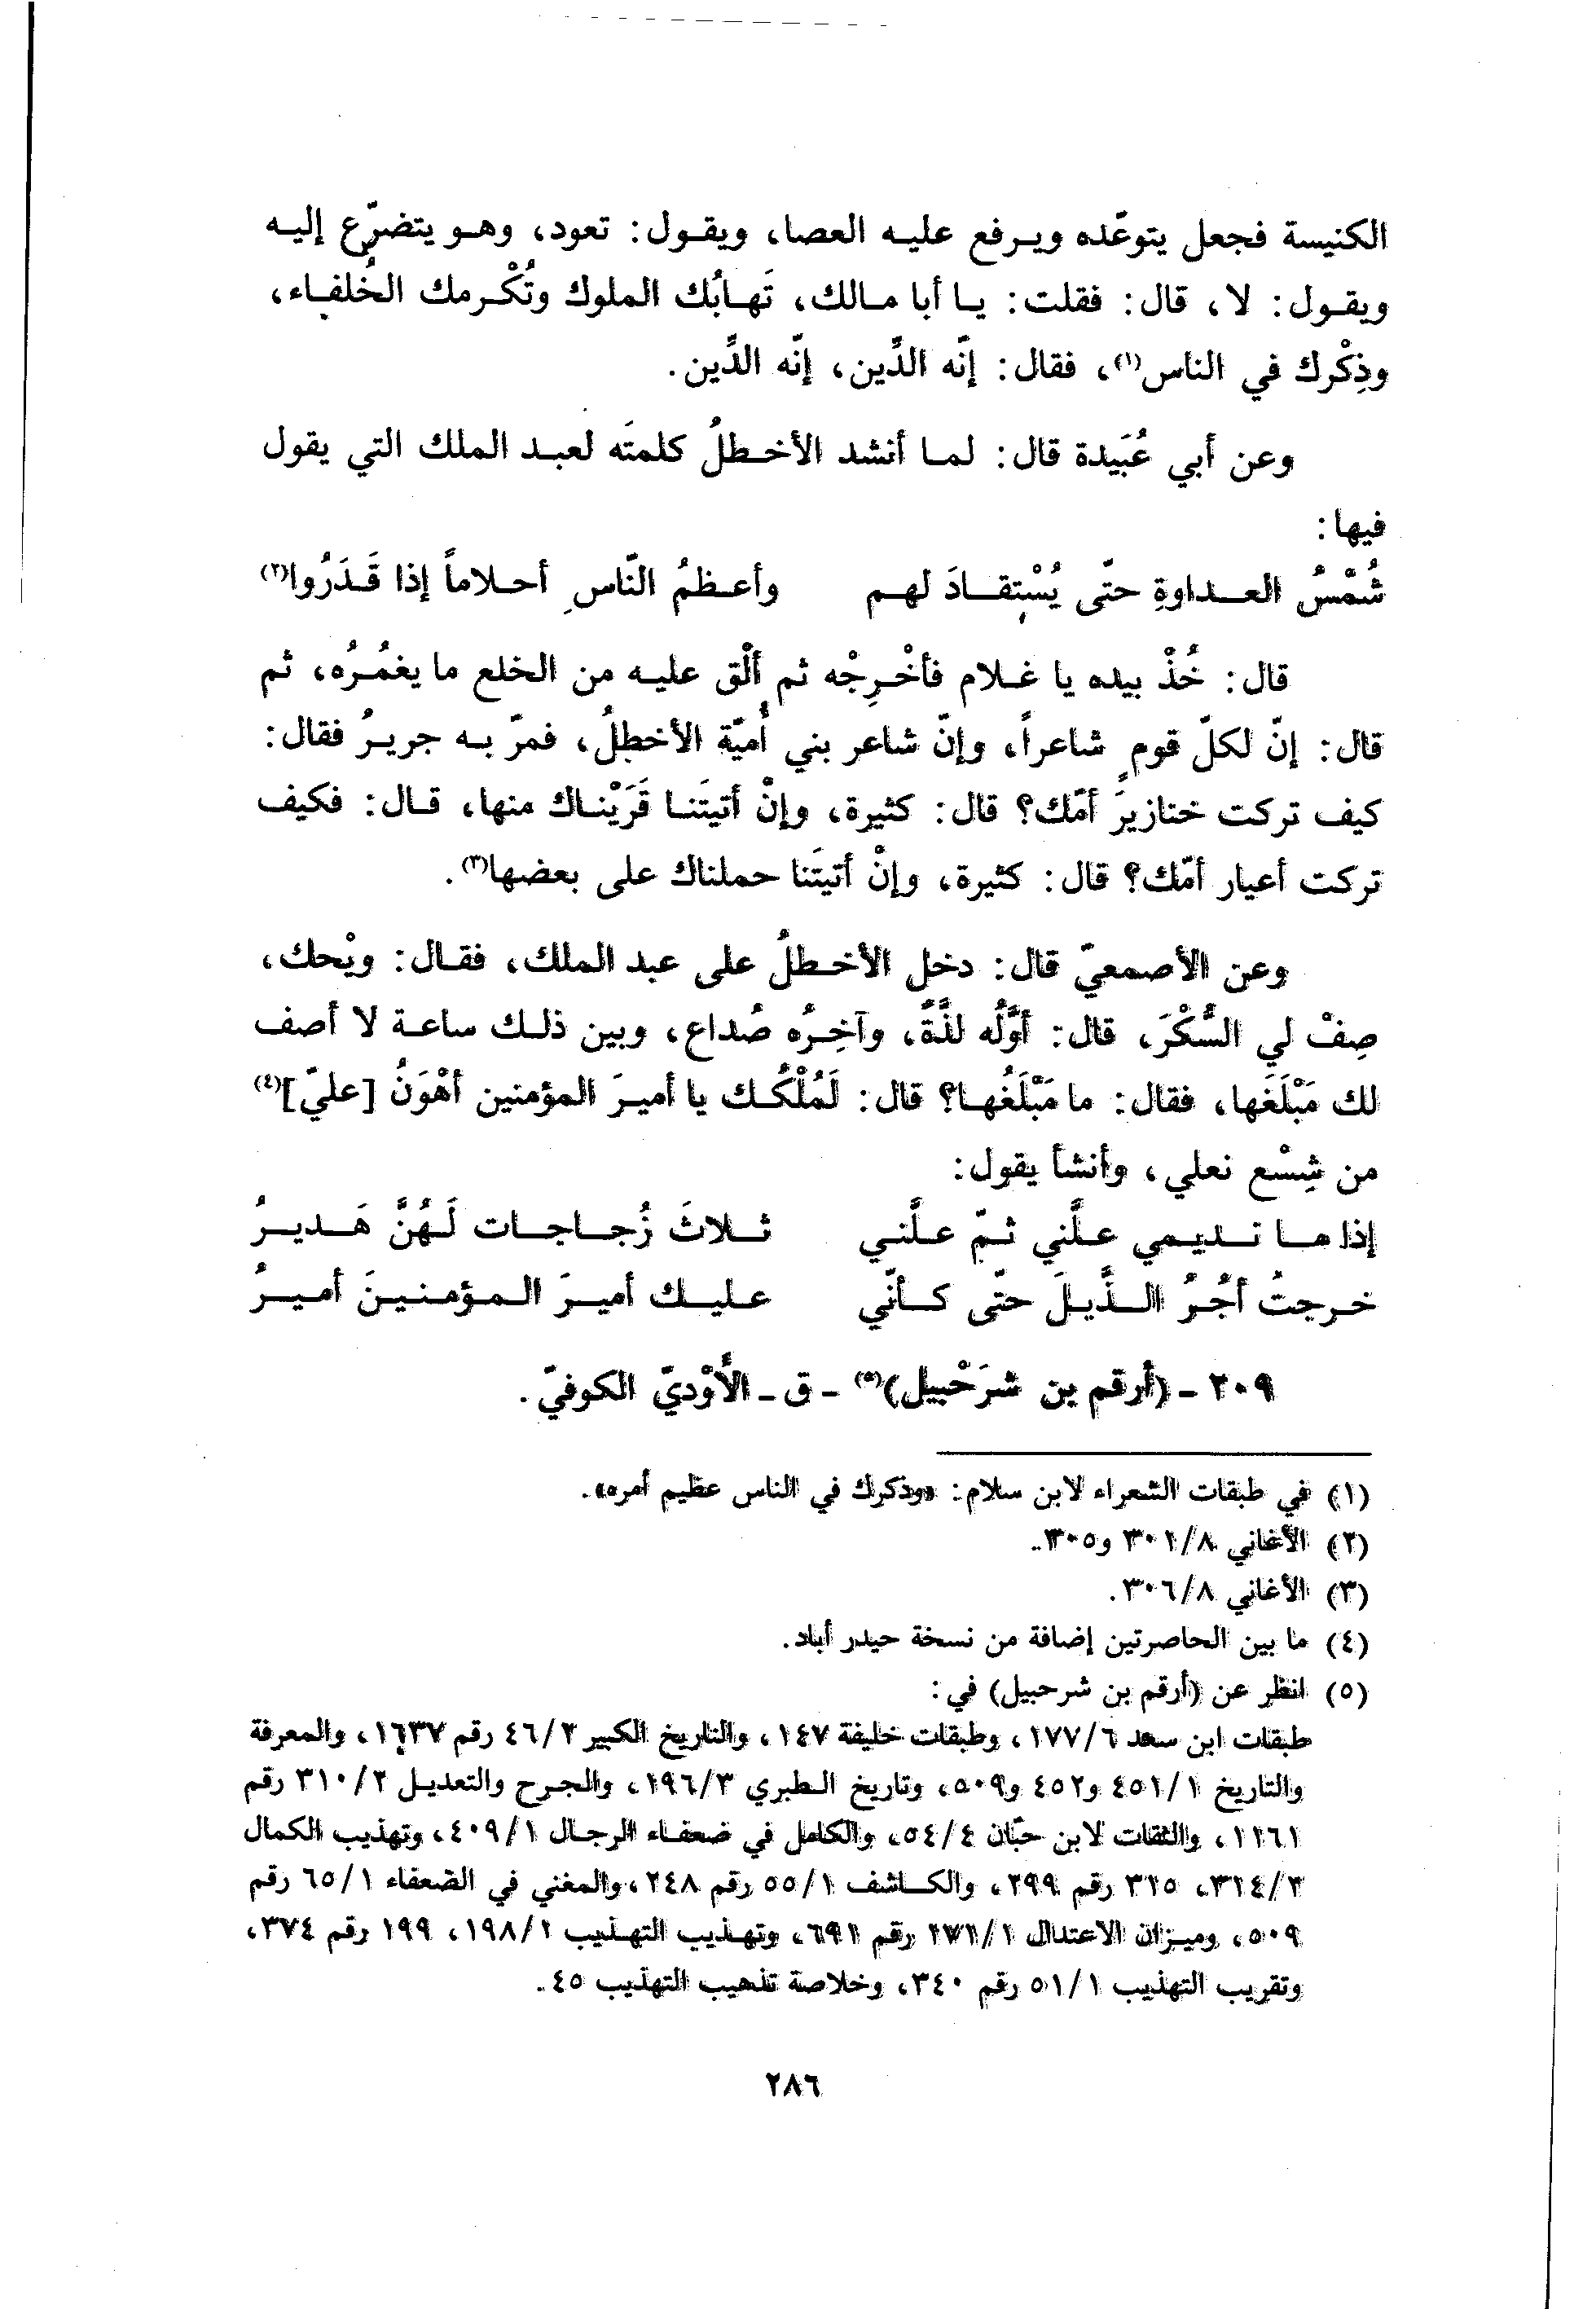 الكنيسة فجعل يتوعّده ويرفع عليه العصا، ويقول: تعود، وهو يتضرّع إليه
ويقول: لا، قال: فقلت: يا أبا مالك، تَهابُك الملوك وتُكْرمك الخُلفاء،
وذِكْرك في الناس(١)، فقال: إنّه الدِّين، إنّه الدِّين.
وعن أبي عُبَيدة قال: لما أنشد الأخطلُ كلمتَه لعبد الملك التي يقول
فيها:
شُمْسُ العداوةِ حتّى يُسْتِقادَ لهم وأعظمُ النّاسِ أحلاماً إذا قَدَرُوا(٢)
قال: خُذْ بيده يا غلام فأخْرِجْه ثم ألْقِ عليه من الخلع ما يغمُرُه، ثم
قال: إنّ لكلّ قومٍ شاعراً، وإنّ شاعر بني أُميّة الأخطلُ، فمرّ به جريرُ فقال:
كيف تركت خنازيرَ أمّك؟ قال: كثيرة، وإنْ أتيتَنا قَرَيْناك منها، قال: فكيف
تركت أعيار أمّك؟ قال: كثيرة، وإنْ أتيتَنا حملناك على بعضها(٣).
وعن الأصمعيّ قال: دخل الأخطلُ على عبد الملك، فقال: ويْحك،
صِفْ لي السُّكْرَ، قال: أوَّلُه لذَّةٌ، وآخِرُه صُداع، وبين ذلك ساعة لا أصف
لك مَبْلَغَها، فقال: ما مَبْلَغُها؟ قال: لَمُلْكُك يا أميرَ المؤمنين أهْوَنُ [عليّ](٤)
من شِسْع نعلي، وأنشأ يقول:
إذا ما نديمي علَّني ثمّ علَّني ثلاثَ زُجاجات لَهُنَّ هَديرُ
خرجتُ أجُرُ الذَّيلَ حتّى كأنّي عليك أميرَ المؤمنينَ أميرُ
٢٠٩ - (أرقم بن شرَحْبيل)(٥) - ق - الأَوْديّ الكوفيّ.
(١) في طبقات الشعراء لابن سلام: «وذكرك في الناس عظيم أمره».
(٢) الأغاني ٣٠١/٨ و٣٠٥.
(٣) الأغاني ٣٠٦/٨.
(٤) ما بين الحاصرتين إضافة من نسخة حيدر أباد.
(٥) انظر عن (أرقم بن شرحبيل) في:
طبقات ابن سعد ١٧٧/٦، وطبقات خليفة ١٤٧، والتاريخ الكبير ٤٦/٢ رقم ١٦٣٧، والمعرفة
والتاريخ ٤٥١/١ و٤٥٢ و٥٠٩، وتاريخ الطبري ١٩٦/٣، والجرح والتعديل ٣١٠/٢ رقم
١١٦١، والثقات لابن حبّان ٥٤/٤، والكامل في ضعفاء الرجال ٤٠٩/١، وتهذيب الكمال
٣١٤/٢، ٣١٥ رقم ٢٩٩، والكاشف ٥٥/١ رقم ٢٤٨، والمغني في الضعفاء ٦٥/١ رقم
٥٠٩، وميزان الاعتدال ١٧١/١ رقم ٦٩١، وتهذيب التهذيب ١٩٨/١، ١٩٩ رقم ٣٧٤،
وتقريب التهذيب ٥١/١ رقم ٣٤٠، وخلاصة تذهيب التهذيب ٤٥.
٢٨٦